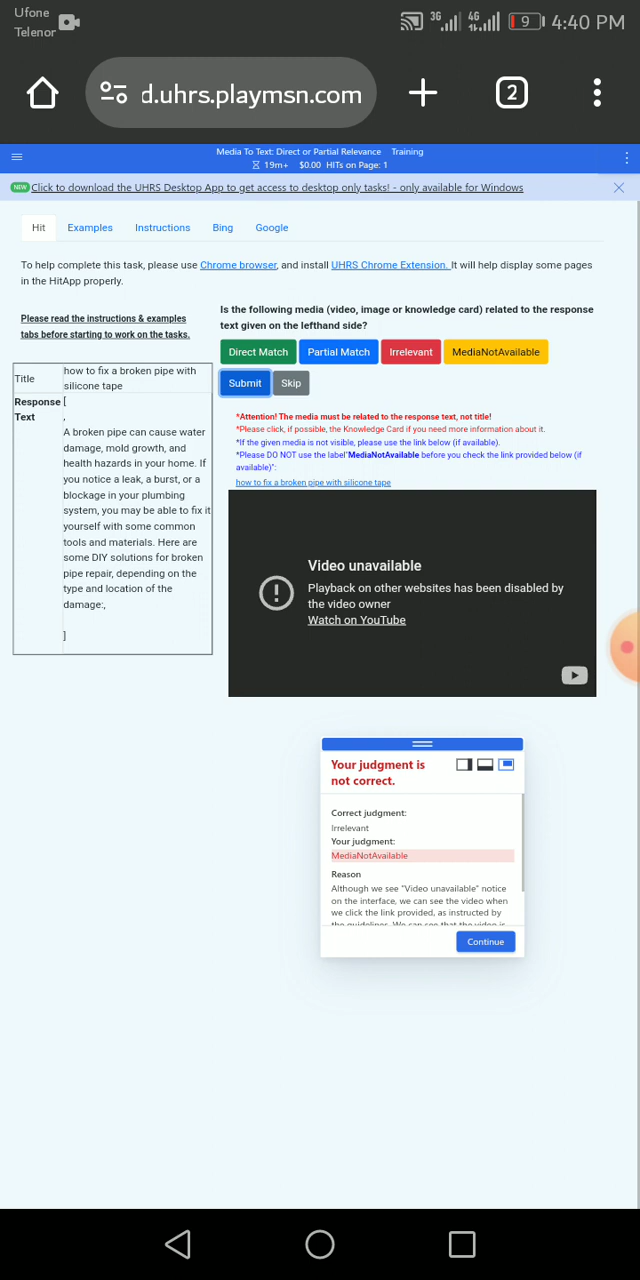 Ufone
Telenor
3G
4G
9
4:40 PM
d.uhrs.playmsn.com
2
Media To Text: Direct or Partial Relevance Training
19m+ $0.00 HITs on Page: 1
NEW Click to download the UHRS Desktop App to get access to desktop only tasks! - only available for Windows
Hit Examples Instructions Bing Google
To help complete this task, please use Chrome browser, and install UHRS Chrome Extension. It will help display some pages
in the HitApp properly.
Please read the instructions & examples
tabs before starting to work on the tasks.
Title
how to fix a broken pipe with
silicone tape
Response
Text
[
,
A broken pipe can cause water
damage, mold growth, and
health hazards in your home. If
you notice a leak, a burst, or a
blockage in your plumbing
system, you may be able to fix it
yourself with some common
tools and materials. Here are
some DIY solutions for broken
pipe repair, depending on the
type and location of the
damage:,
]
Is the following media (video, image or knowledge card) related to the response
text given on the lefthand side?
Direct Match Partial Match Irrelevant MediaNotAvailable
Submit Skip
*Attention! The media must be related to the response text, not title!
*Please click, if possible, the Knowledge Card if you need more information about it.
*If the given media is not visible, please use the link below (if available).
*Please DO NOT use the label"MediaNotAvailable before you check the link provided below (if
available)":
how to fix a broken pipe with silicone tape
Video unavailable
Playback on other websites has been disabled by
the video owner
Watch on YouTube
Your judgment is
not correct.
Correct judgment:
Irrelevant
Your judgment:
MediaNotAvailable
Reason
Although we see "Video unavailable" notice
on the interface, we can see the video when
we click the link provided, as instructed by
the guidelines. We can see that the video is
Continue